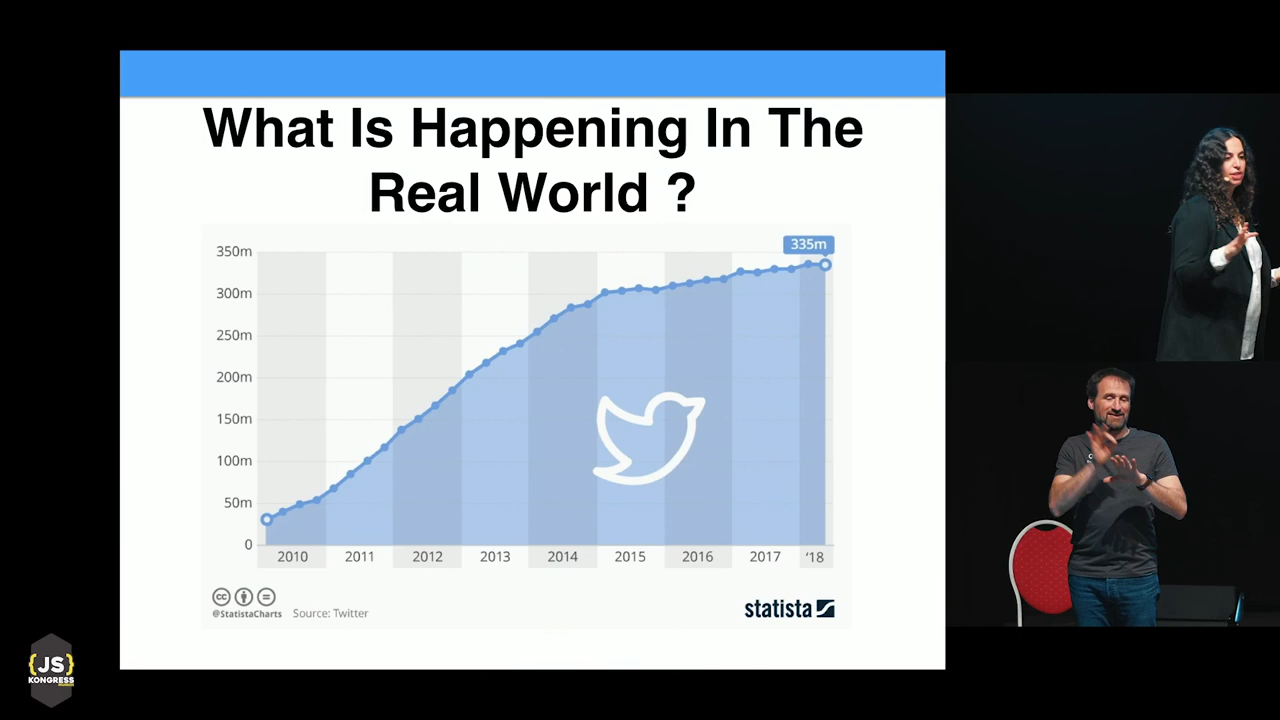 What Is Happening In The
Real World ?
335m
350m
300m
250m
200m
150m
100m
50m
0
2010 2011 2012 2013 2014 2015 2016 2017 ‘18
@StatistaCharts Source: Twitter
statista
{JS}
KONGRESS